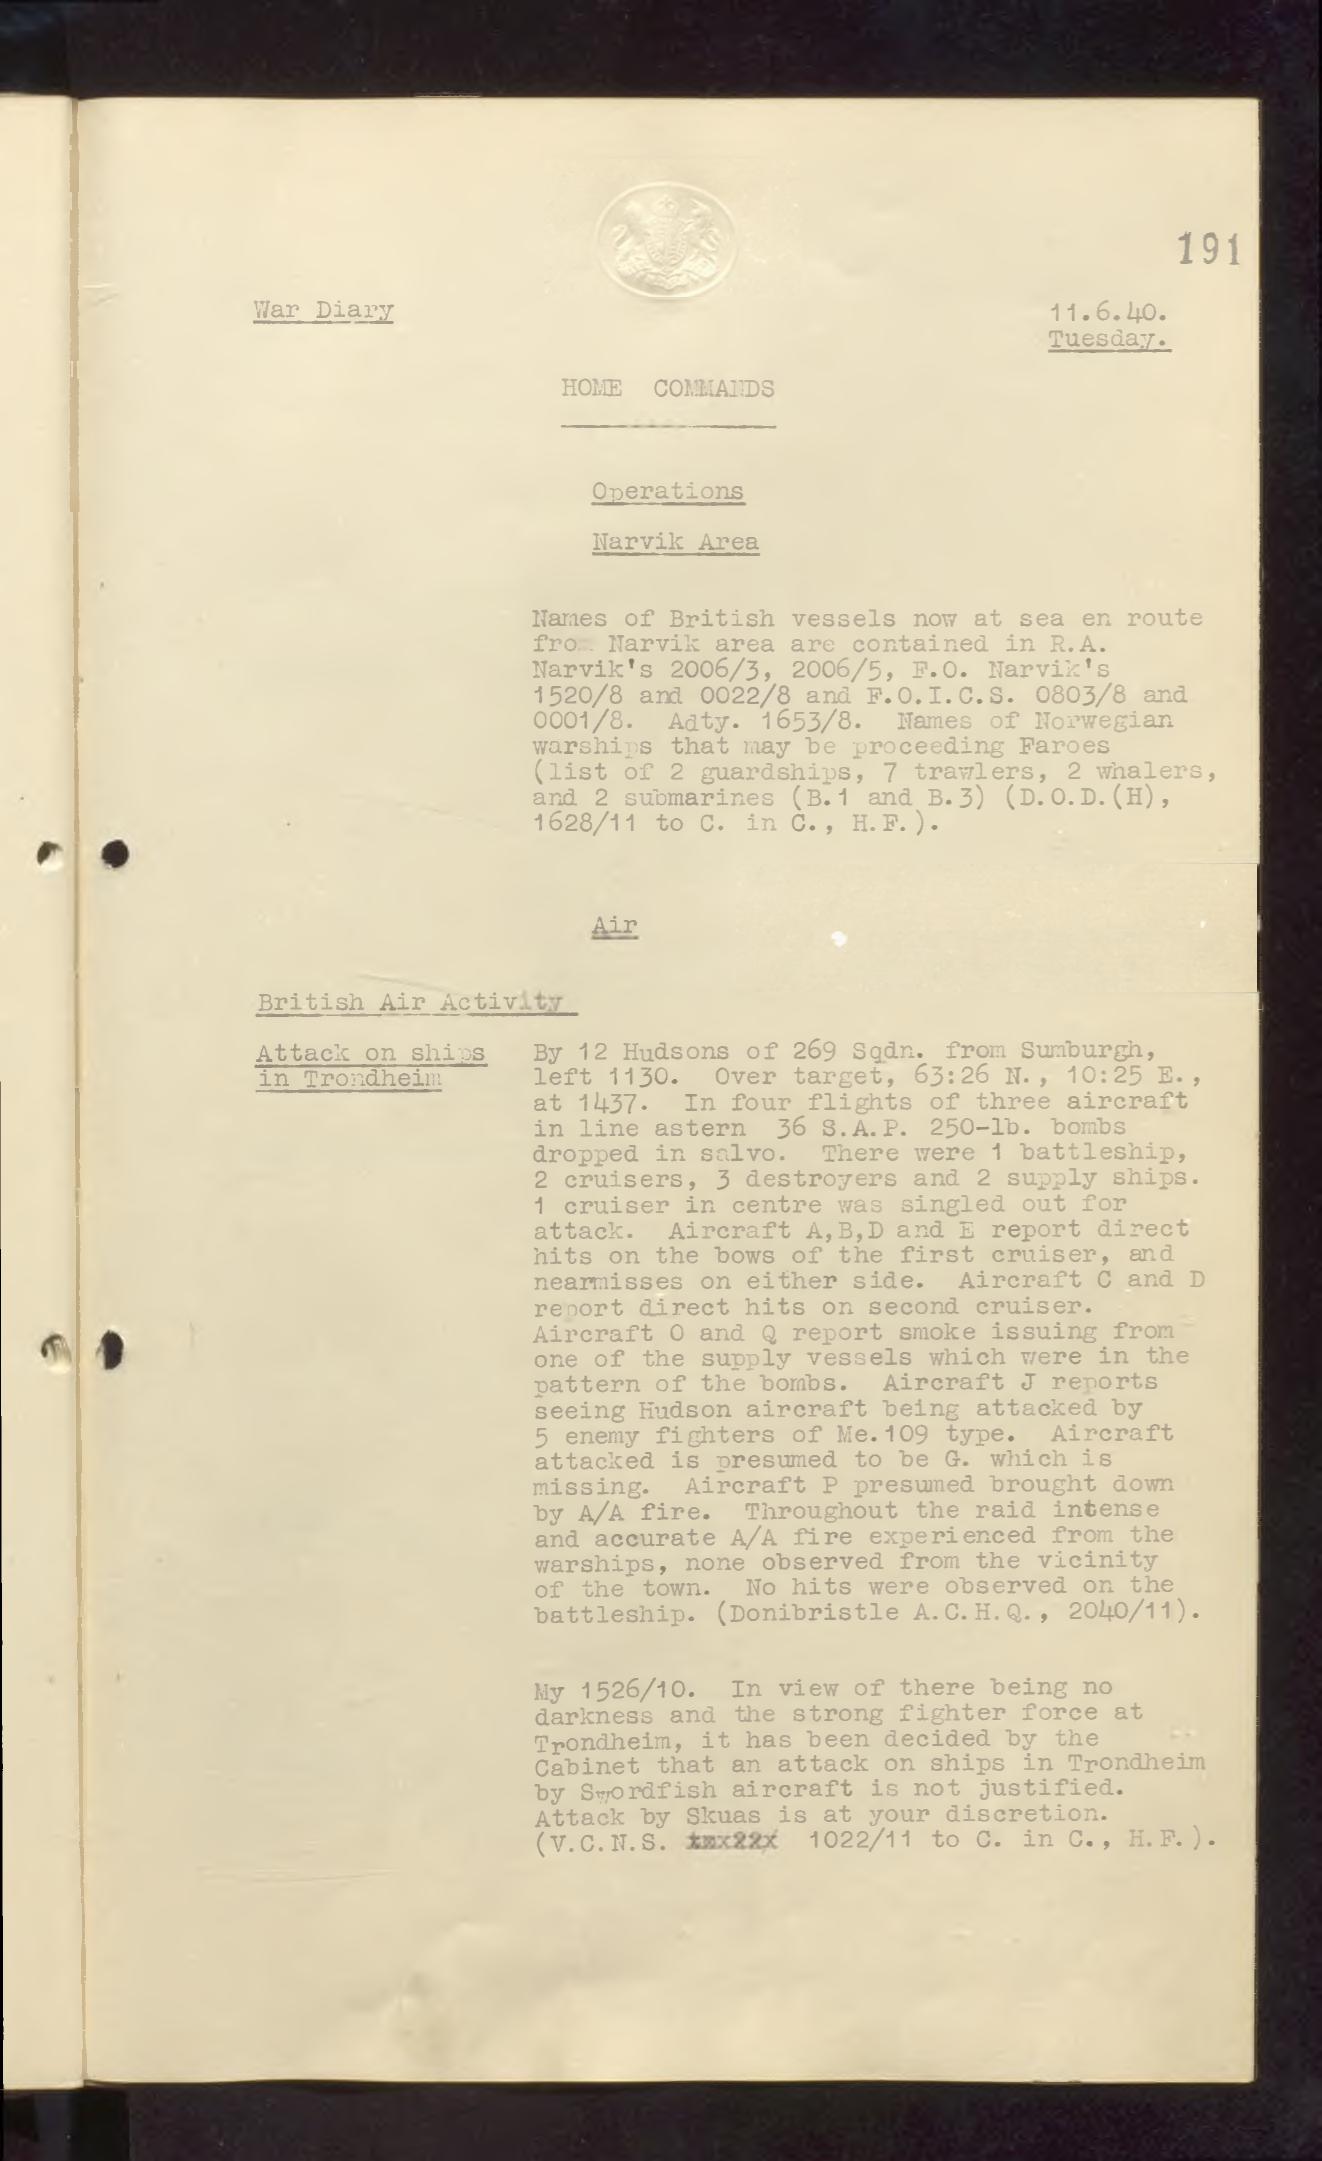 191
War Diary
11.6.40.
Tuesday.
HOME COMMANDS
Operations
Narvik Area
Names of British vessels now at sea en route
from Narvik area are contained in R.A.
Narvik's 2006/3, 2006/5, F.O. Narvik's
1520/8 and 0022/8 and F.O.I.C.S. 0803/8 and
0001/8. Adty. 1653/8. Names of Norwegian
warships that may be proceeding Faroes
(list of 2 guardships, 7 trawlers, 2 whalers,
and 2 submarines (B.1 and B.3) (D.O.D.(H),
1628/11 to C. in C., H.F.).
Air
British Air Activity
Attack on ships
in Trondheim
By 12 Hudsons of 269 Sqdn. from Sumburgh,
left 1130. Over target, 63:26 N., 10:25 E.,
at 1437. In four flights of three aircraft
in line astern 36 S.A.P. 250-lb. bombs
dropped in salvo. There were 1 battleship,
2 cruisers, 3 destroyers and 2 supply ships.
1 cruiser in centre was singled out for
attack. Aircraft A,B,D and E report direct
hits on the bows of the first cruiser, and
nearmisses on either side. Aircraft C and D
report direct hits on second cruiser.
Aircraft O and Q report smoke issuing from
one of the supply vessels which were in the
pattern of the bombs. Aircraft J reports
seeing Hudson aircraft being attacked by
5 enemy fighters of Me.109 type. Aircraft
attacked is presumed to be G. which is
missing. Aircraft P presumed brought down
by A/A fire. Throughout the raid intense
and accurate A/A fire experienced from the
warships, none observed from the vicinity
of the town. No hits were observed on the
battleship. (Donibristle A.C.H.Q., 2040/11).
My 1526/10. In view of there being no
darkness and the strong fighter force at
Trondheim, it has been decided by the
Cabinet that an attack on ships in Trondheim
by Swordfish aircraft is not justified.
Attack by Skuas is at your discretion.
(V.C.N.S. 1022/11 to C. in C., H.F.).